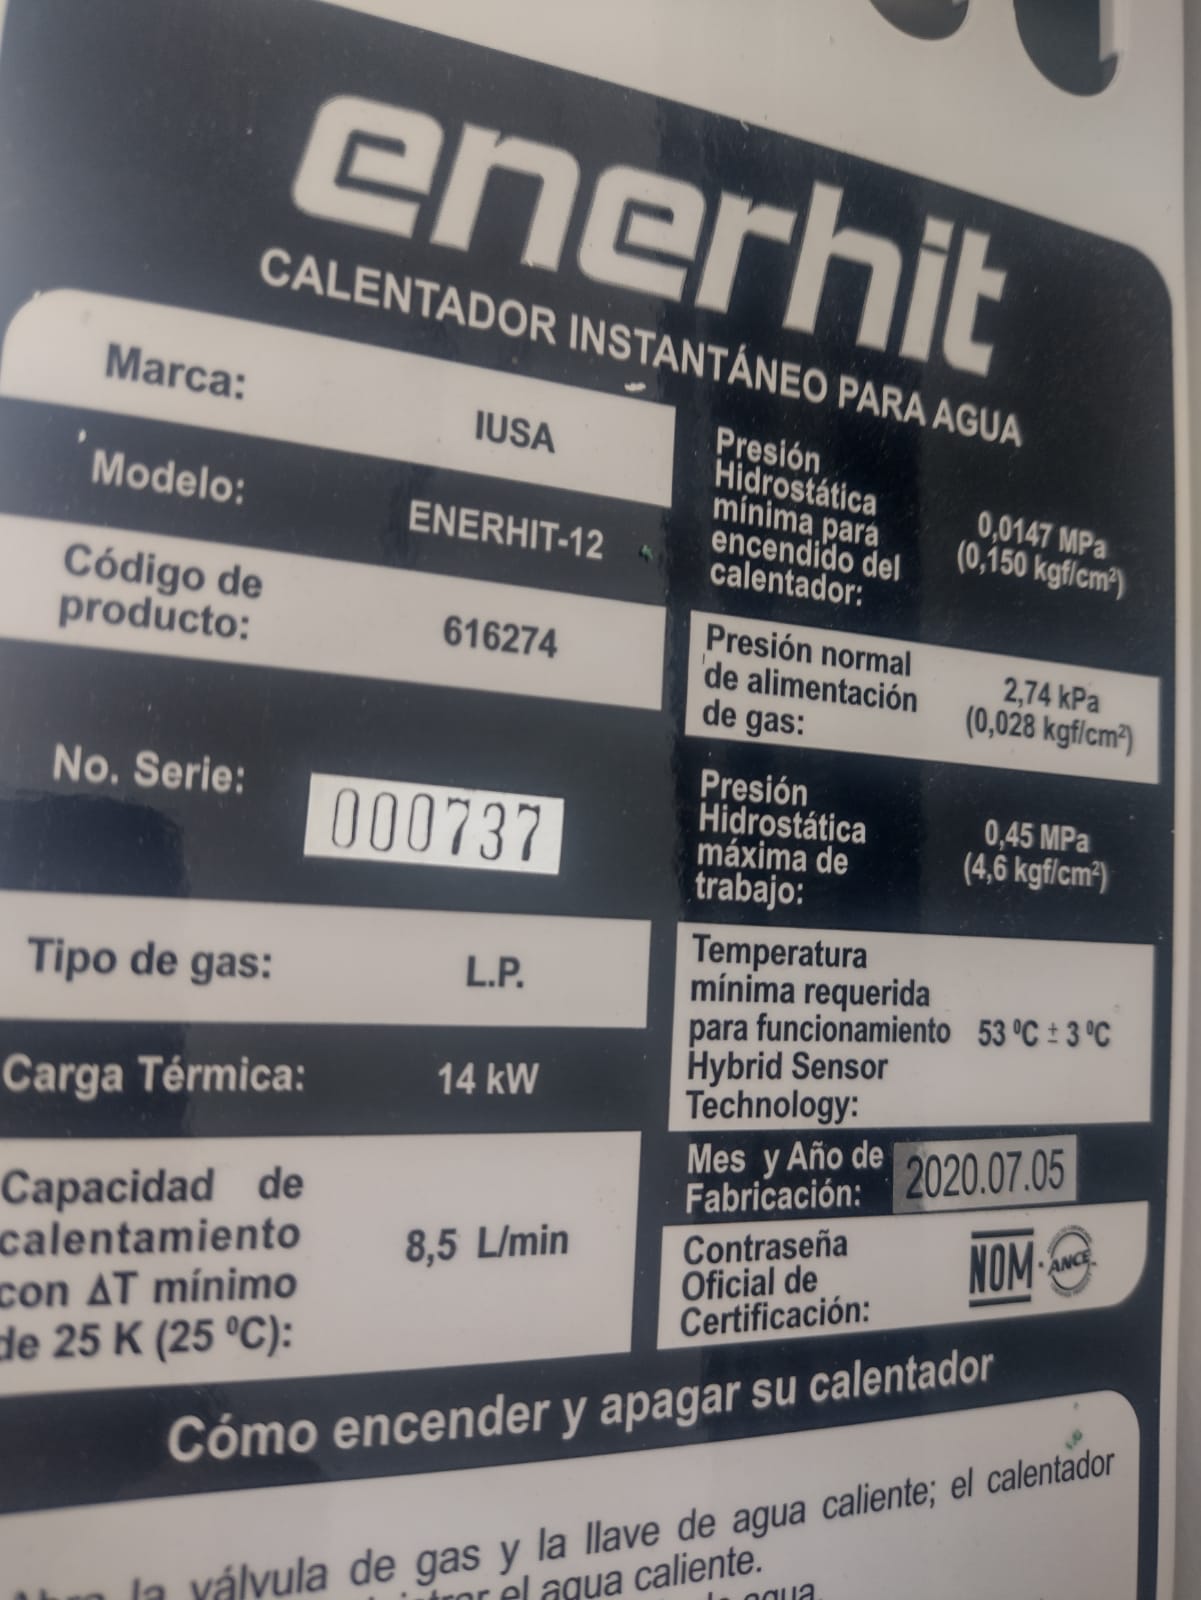 enerhit
CALENTADOR INSTANTÁNEO PARA AGUA
Marca:
IUSA
Modelo:
ENERHIT-12
Código de
producto:
616274
No. Serie:
000737
Tipo de gas:
L.P.
Carga Térmica:
14 kW
Capacidad de
calentamiento
con ΔT mínimo
de 25 K (25 ºC):
8,5 L/min
Presión
Hidrostática
mínima para
encendido del
calentador:
0,0147 MPa
(0,150 kgf/cm²)
Presión normal
de alimentación
de gas:
2,74 kPa
(0,028 kgf/cm²)
Presión
Hidrostática
máxima de
trabajo:
0,45 MPa
(4,6 kgf/cm²)
Temperatura
mínima requerida
para funcionamiento
Hybrid Sensor
Technology:
53 ºC ± 3 ºC
Mes y Año de
Fabricación:
2020.07.05
Contraseña
Oficial de
Certificación:
NOM
ANCE
Cómo encender y apagar su calentador
la válvula de gas y la llave de agua caliente; el calentador
el agua caliente.
agua.